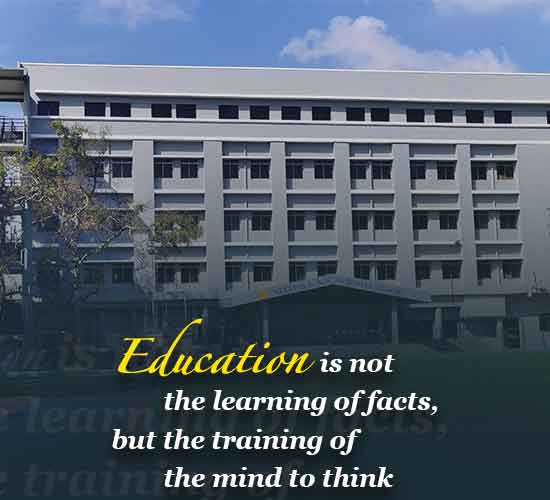 Education is not
the learning of facts,
but the training of
the mind to think